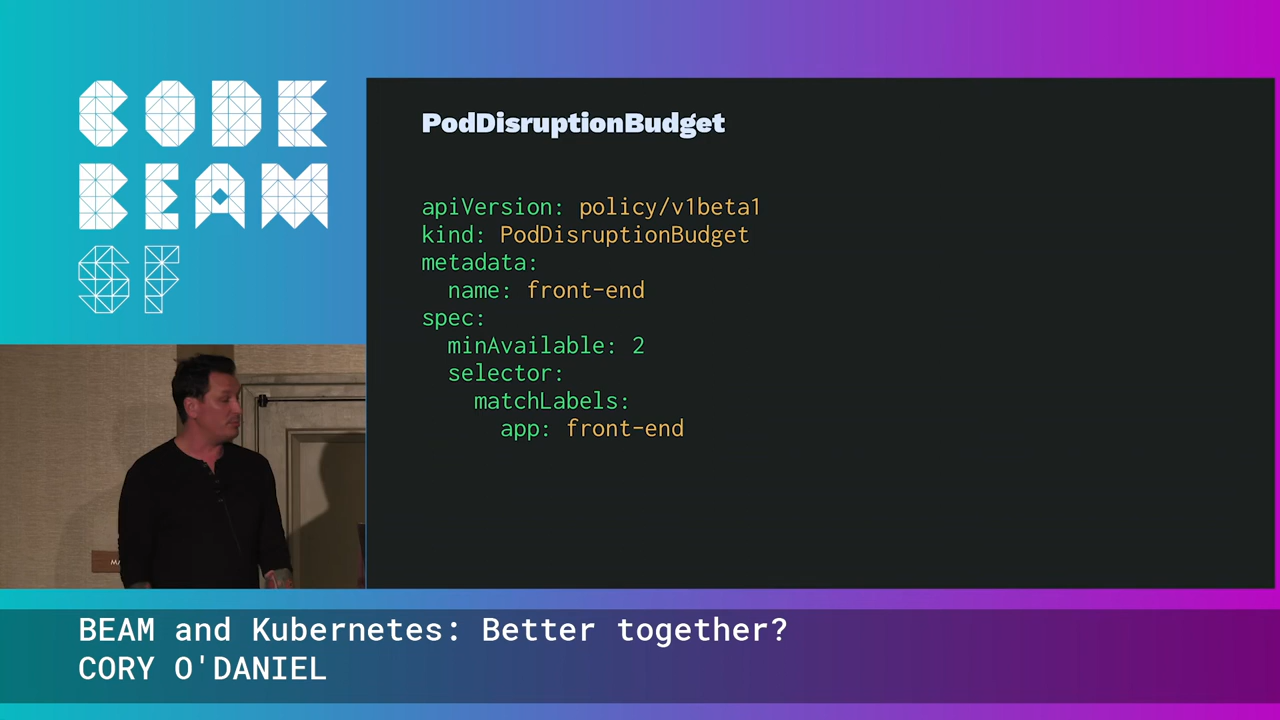 CODE
BEAM
SF
PodDisruptionBudget
apiVersion: policy/v1beta1
kind: PodDisruptionBudget
metadata:
  name: front-end
spec:
  minAvailable: 2
  selector:
    matchLabels:
      app: front-end
BEAM and Kubernetes: Better together?
CORY O'DANIEL